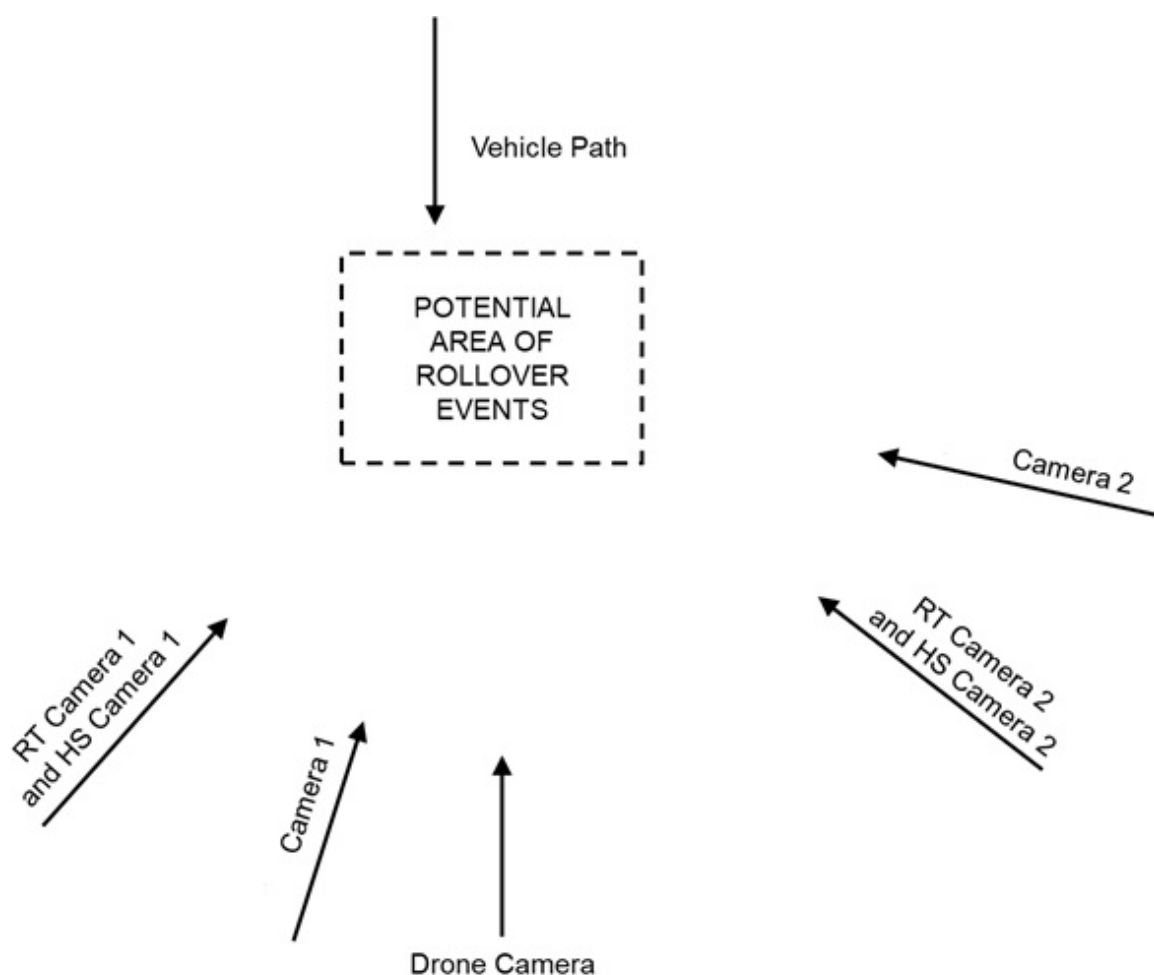 Vehicle Path
POTENTIAL
AREA OF
ROLLOVER
EVENTS
Camera 2
RT Camera 1
and HS Camera 1
RT Camera 2
and HS Camera 2
Camera 1
Drone Camera